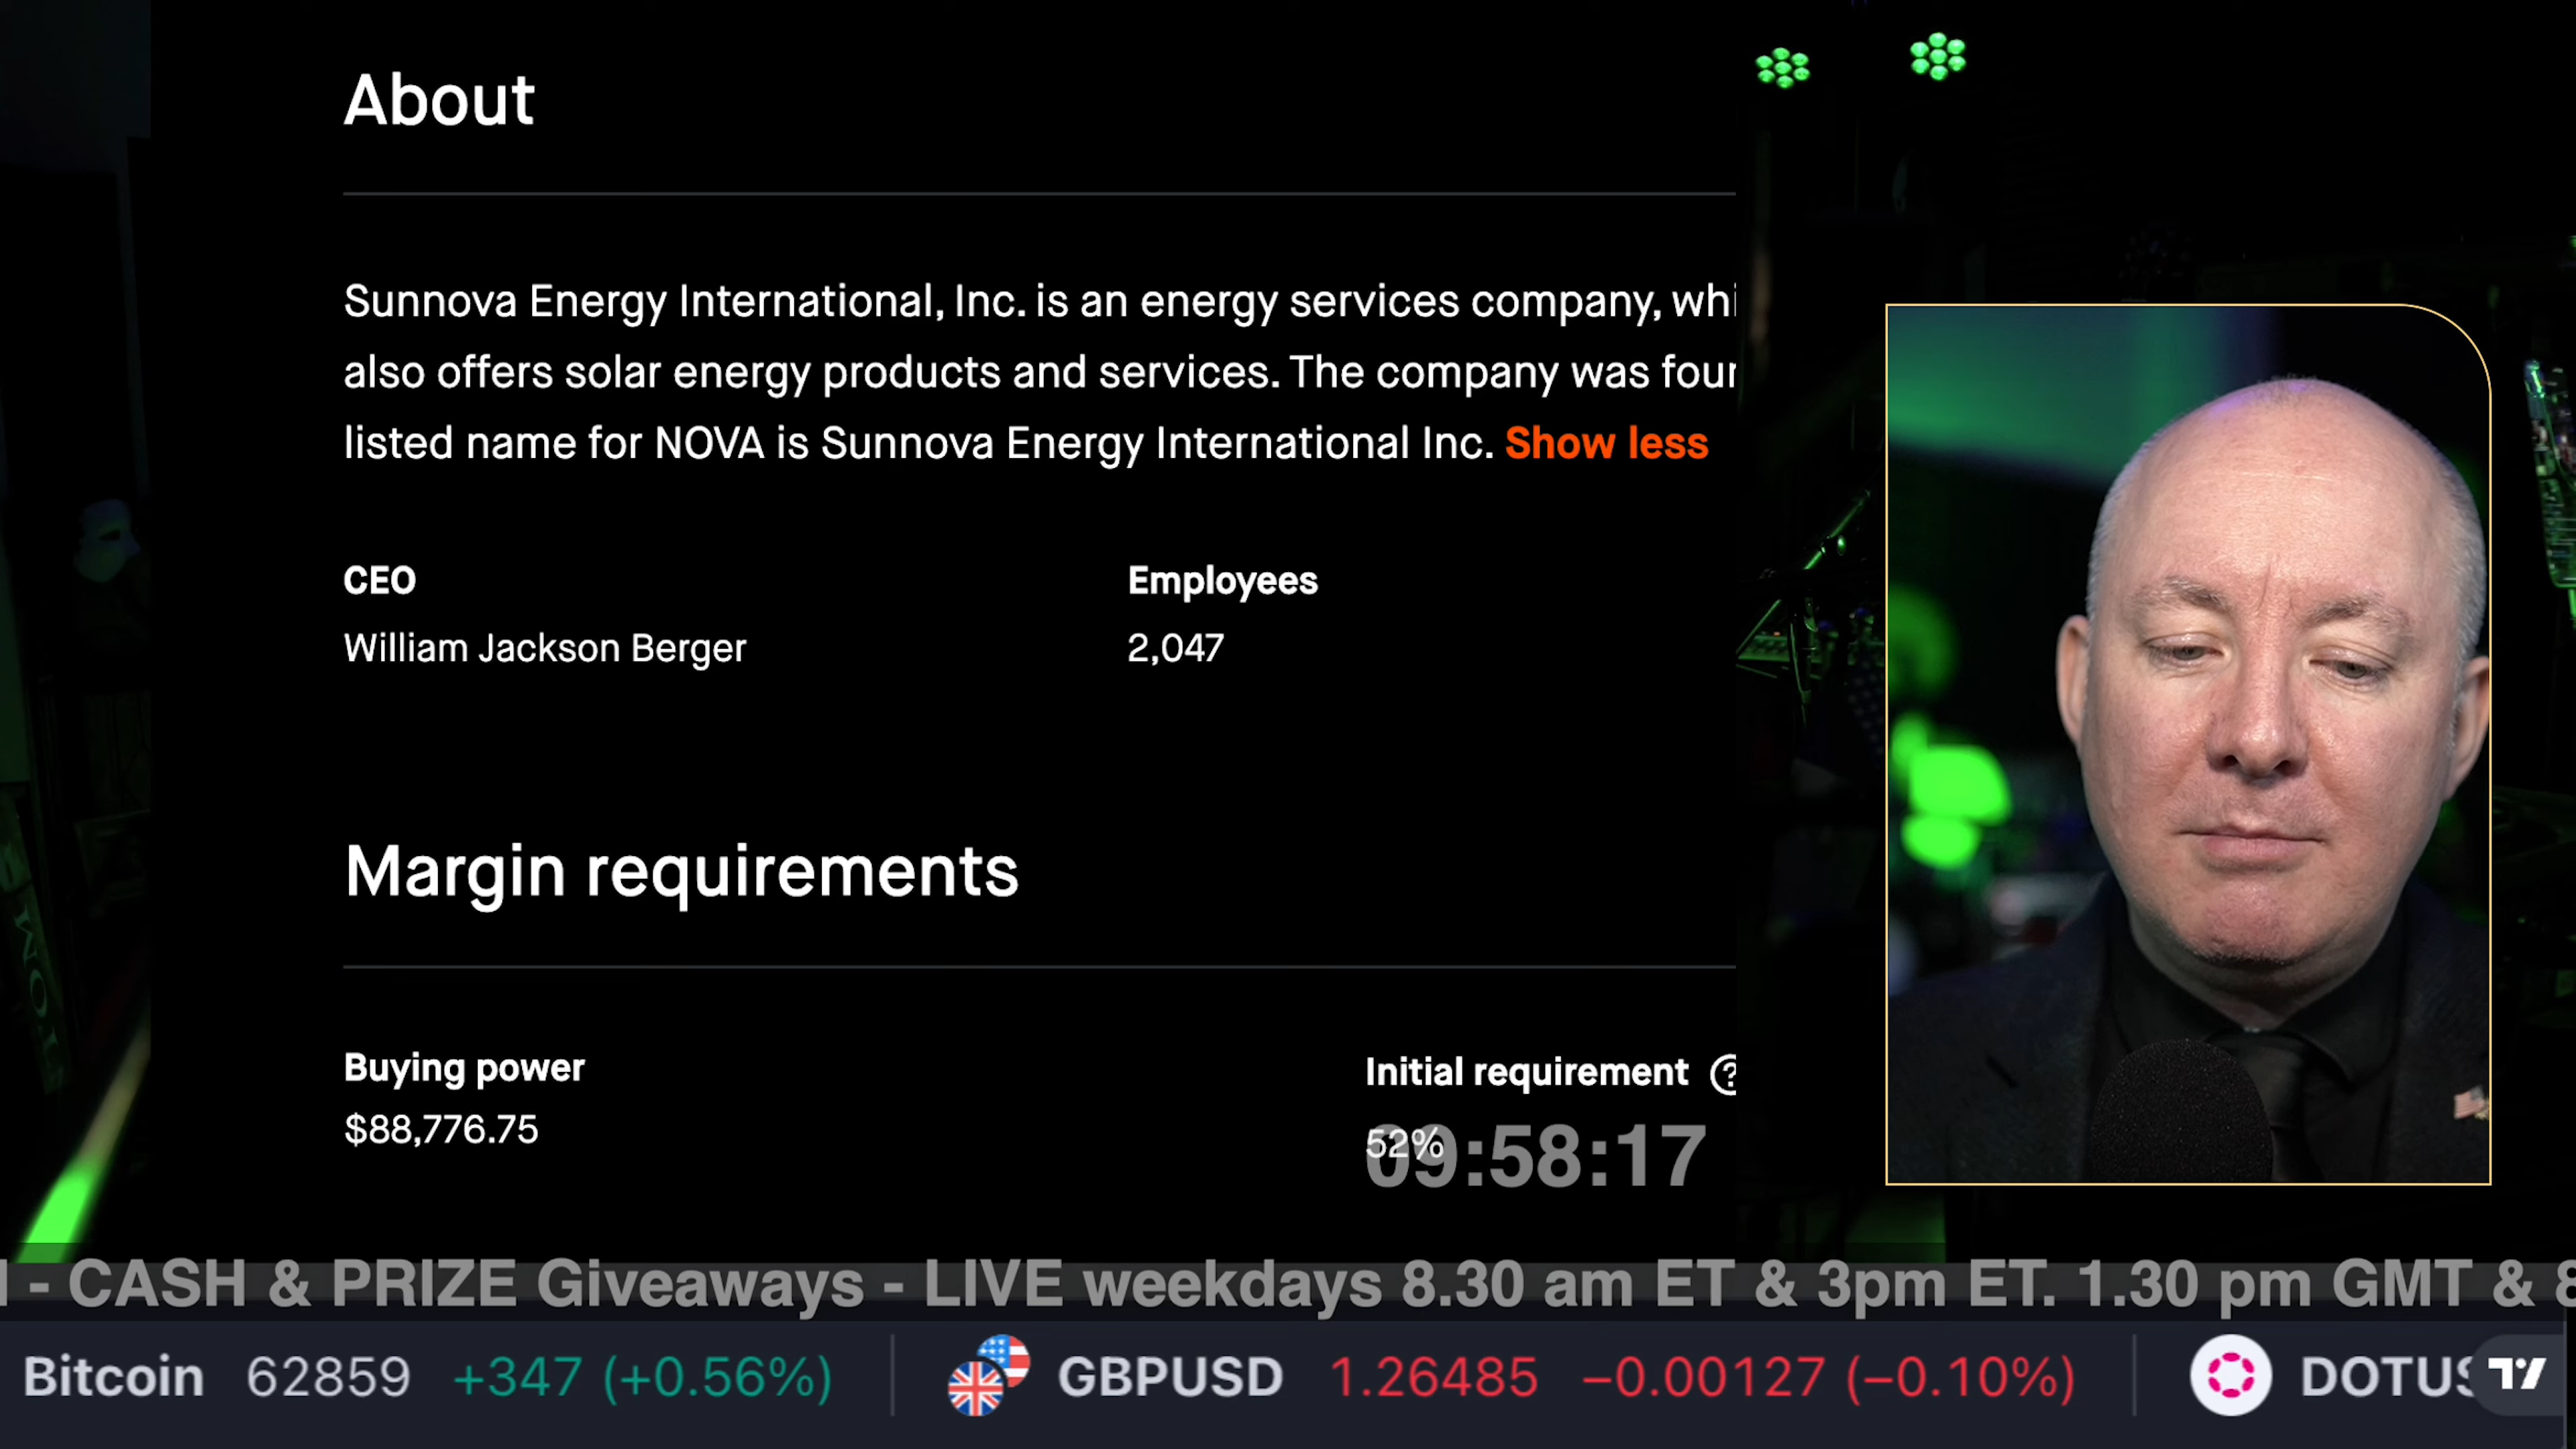 About
Sunnova Energy International, Inc. is an energy services company, whi
also offers solar energy products and services. The company was four
listed name for NOVA is Sunnova Energy International Inc. Show less
CEO
Employees
William Jackson Berger
2,047
Margin requirements
Buying power
Initial requirement ?
$88,776.75
52%
09:58:17
- CASH & PRIZE Giveaways - LIVE weekdays 8.30 am ET & 3pm ET. 1.30 pm GMT & 8
Bitcoin 62859 +347 (+0.56%) GBPUSD 1.26485 −0.00127 (−0.10%) DOTUS